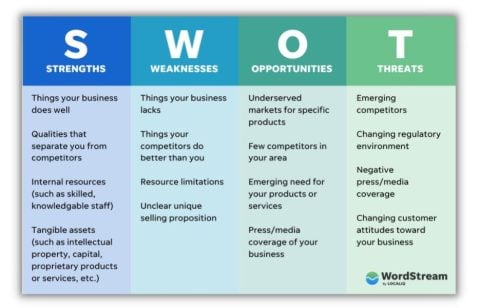 S
STRENGTHS
Things your business
does well
Qualities that
separate you from
competitors
Internal resources
(such as skilled,
knowledgable staff)
Tangible assets
(such as intellectual
property, capital,
proprietary products
or services, etc.)
W
WEAKNESSES
Things your business
lacks
Things your
competitors do
better than you
Resource limitations
Unclear unique
selling proposition
O
OPPORTUNITIES
Underserved
markets for specific
products
Few competitors in
your area
Emerging need for
your products or
services
Press/media
coverage of your
business
T
THREATS
Emerging
competitors
Changing regulatory
environment
Negative
press/media
coverage
Changing customer
attitudes toward
your business
WordStream
by LOCALiQ